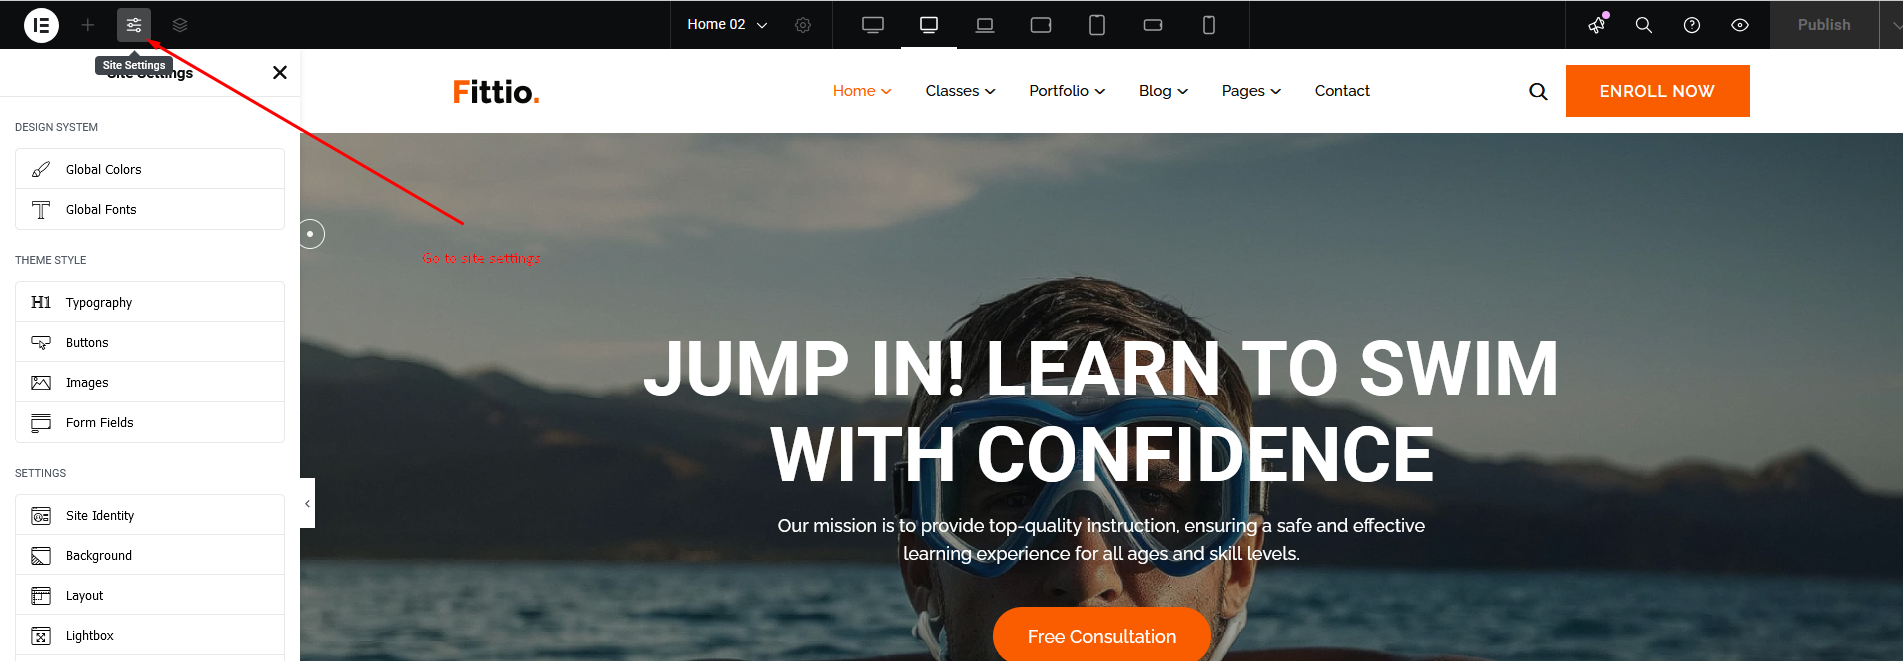 Home 02
Publish
Site Settings
Site Settings
DESIGN SYSTEM
Global Colors
Global Fonts
THEME STYLE
H1 Typography
Buttons
Images
Form Fields
SETTINGS
Site Identity
Background
Layout
Lightbox
Fittio.
Home
Classes
Portfolio
Blog
Pages
Contact
ENROLL NOW
Go to site settings
JUMP IN! LEARN TO SWIM
WITH CONFIDENCE
Our mission is to provide top-quality instruction, ensuring a safe and effective
learning experience for all ages and skill levels.
Free Consultation